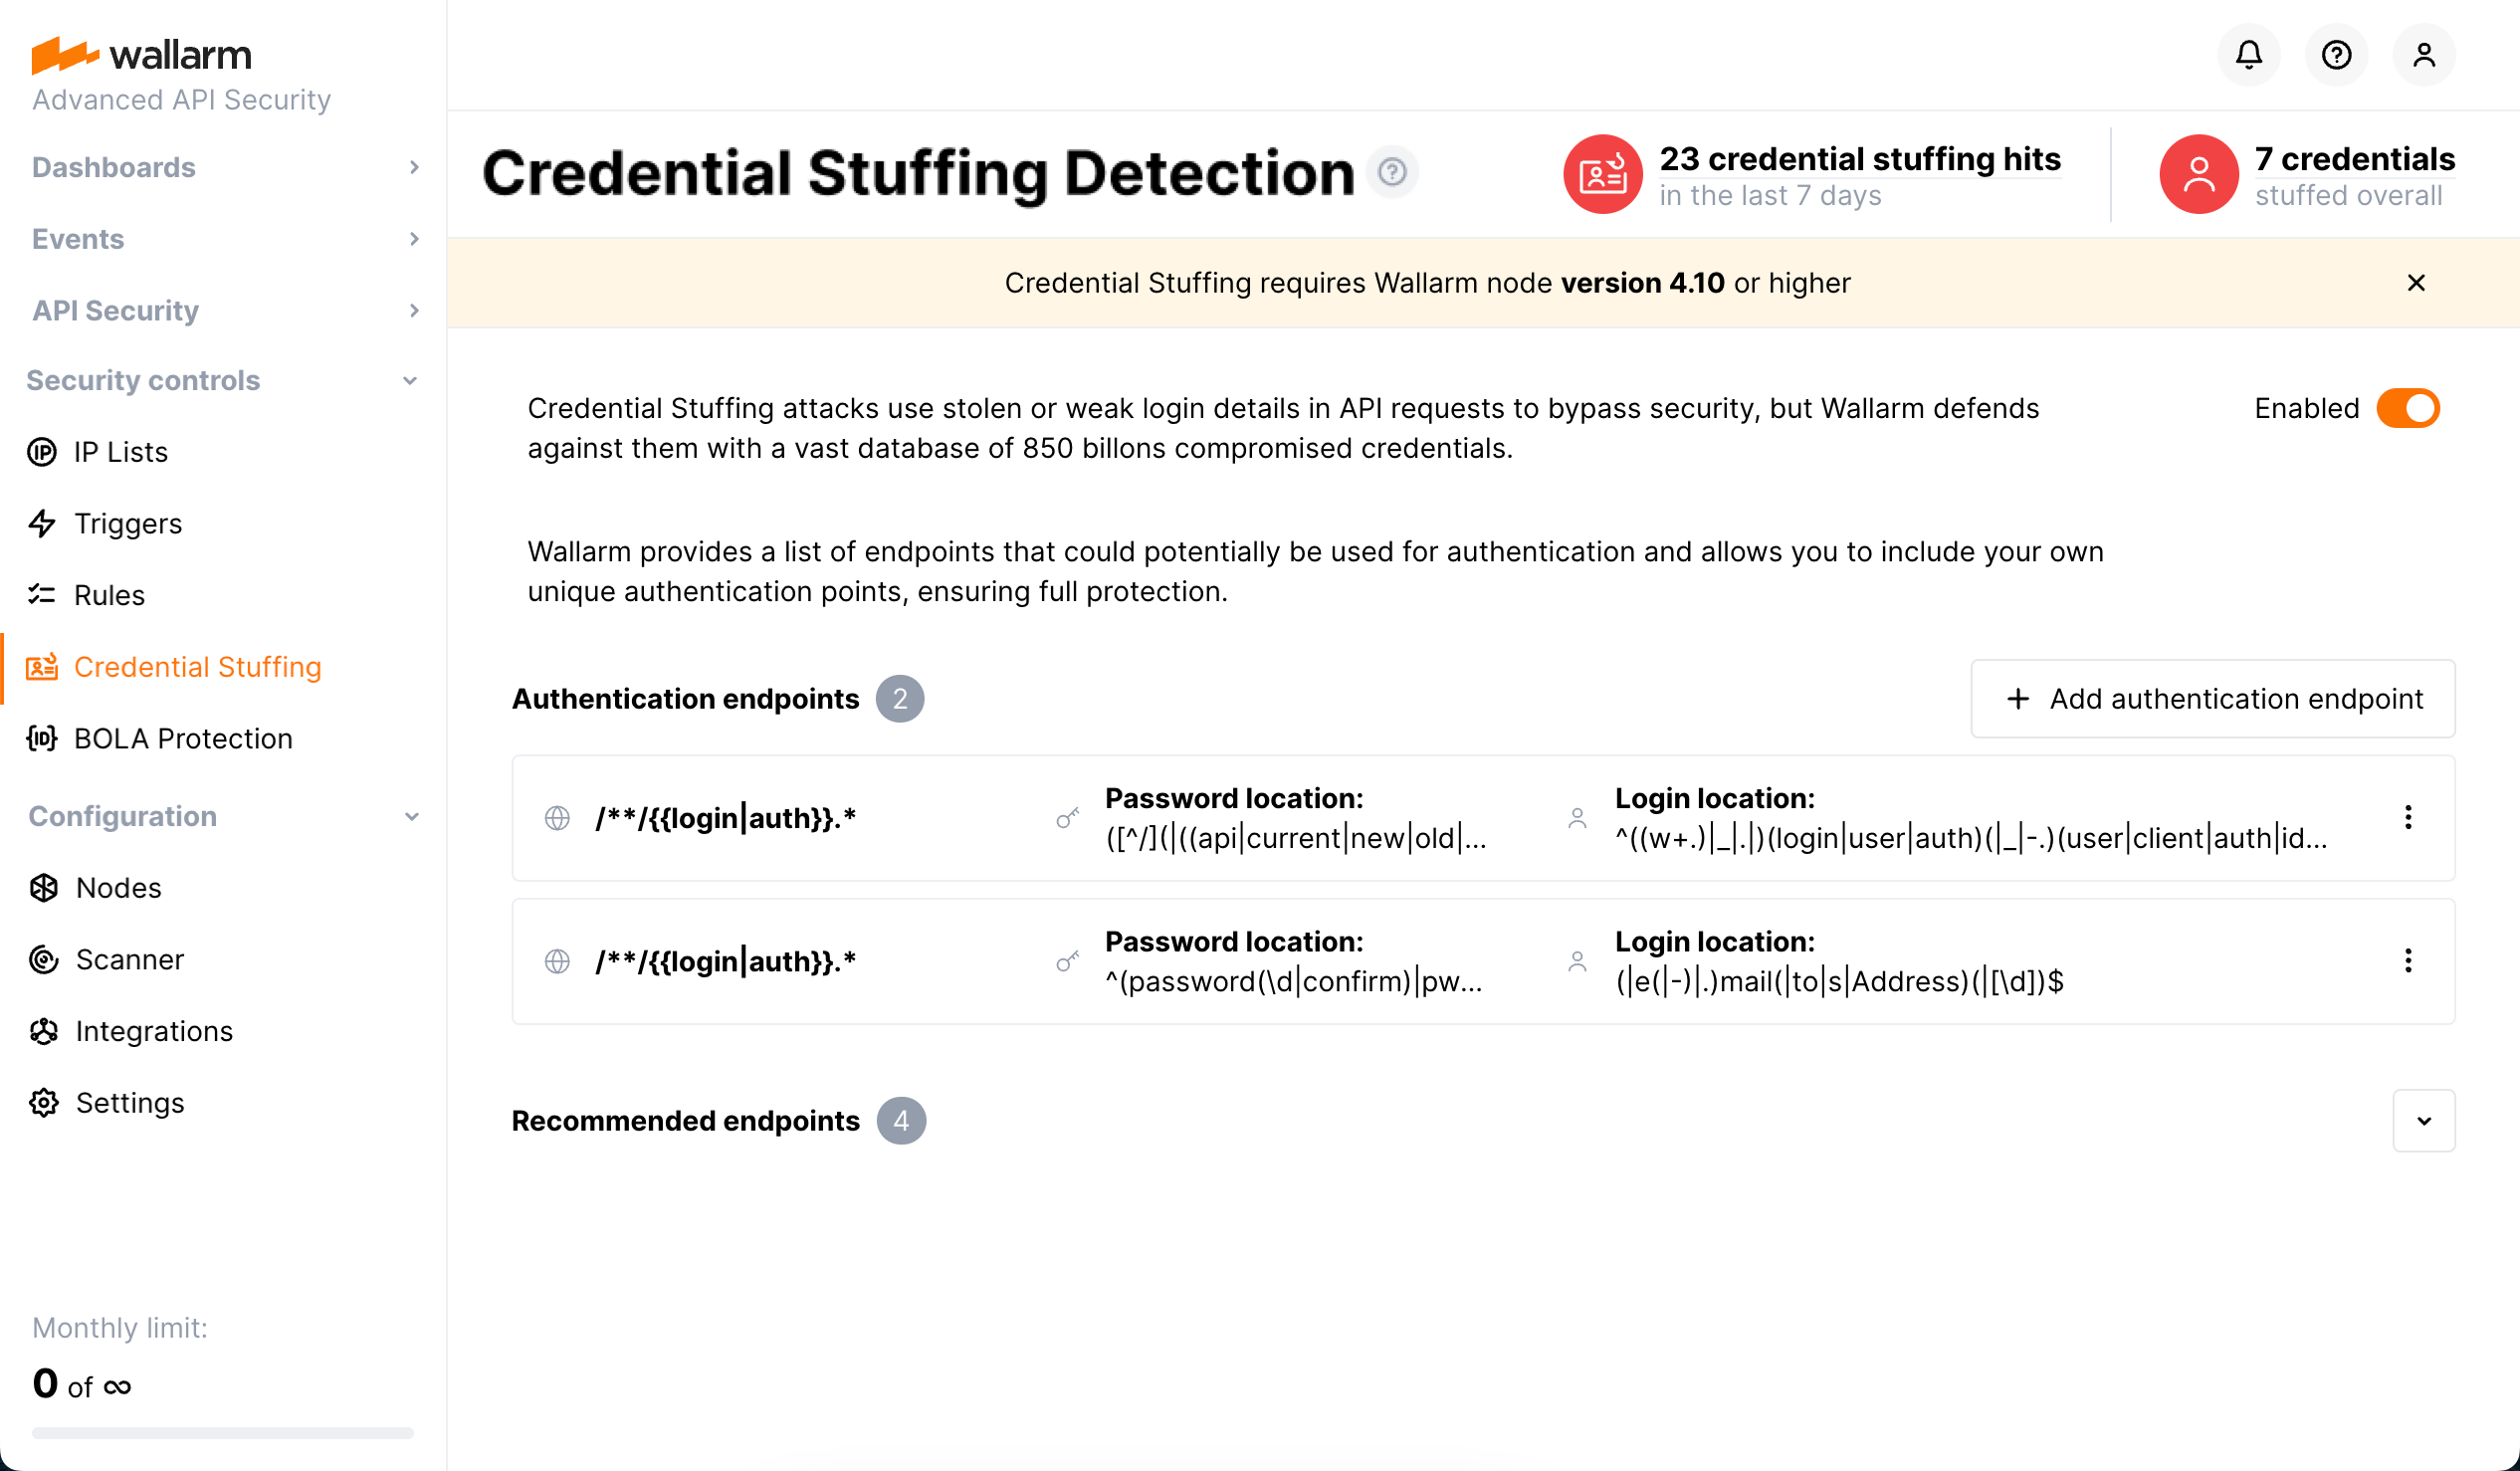 wallarm
Advanced API Security
Dashboards
Events
API Security
Security controls
IP Lists
Triggers
Rules
Credential Stuffing
BOLA Protection
Configuration
Nodes
Scanner
Integrations
Settings
Monthly limit:
0 of ∞
Credential Stuffing Detection
23 credential stuffing hits
in the last 7 days
7 credentials
stuffed overall
Credential Stuffing requires Wallarm node version 4.10 or higher
Credential Stuffing attacks use stolen or weak login details in API requests to bypass security, but Wallarm defends
against them with a vast database of 850 billons compromised credentials.
Enabled
Wallarm provides a list of endpoints that could potentially be used for authentication and allows you to include your own
unique authentication points, ensuring full protection.
Authentication endpoints 2
+ Add authentication endpoint
/**/{{login|auth}}.*
Password location:
([^/](|((api|current|new|old|...
Login location:
^((w+.)|_|.|)(login|user|auth)(|_|-.)(user|client|auth|id...
/**/{{login|auth}}.*
Password location:
^(password(\d|confirm)|pw...
Login location:
(|e(|-)|.)mail(|to|s|Address)(|[\d])$
Recommended endpoints 4